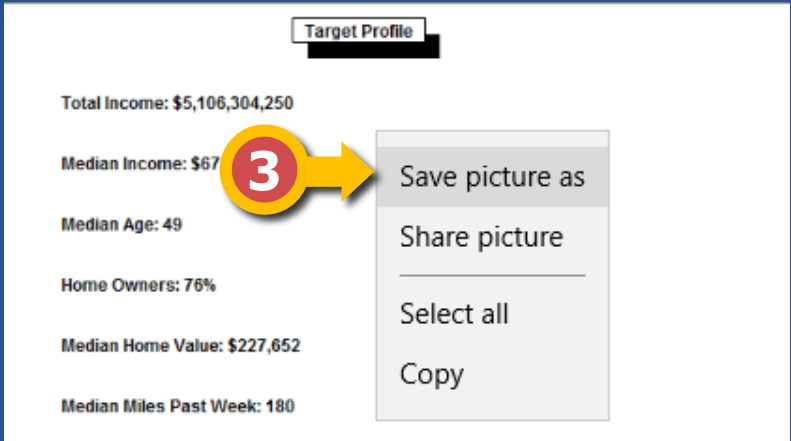 Target Profile
Total Income: $5,106,304,250
Median Income: $67
3
Save picture as
Median Age: 49
Share picture
Home Owners: 76%
Select all
Median Home Value: $227,652
Copy
Median Miles Past Week: 180